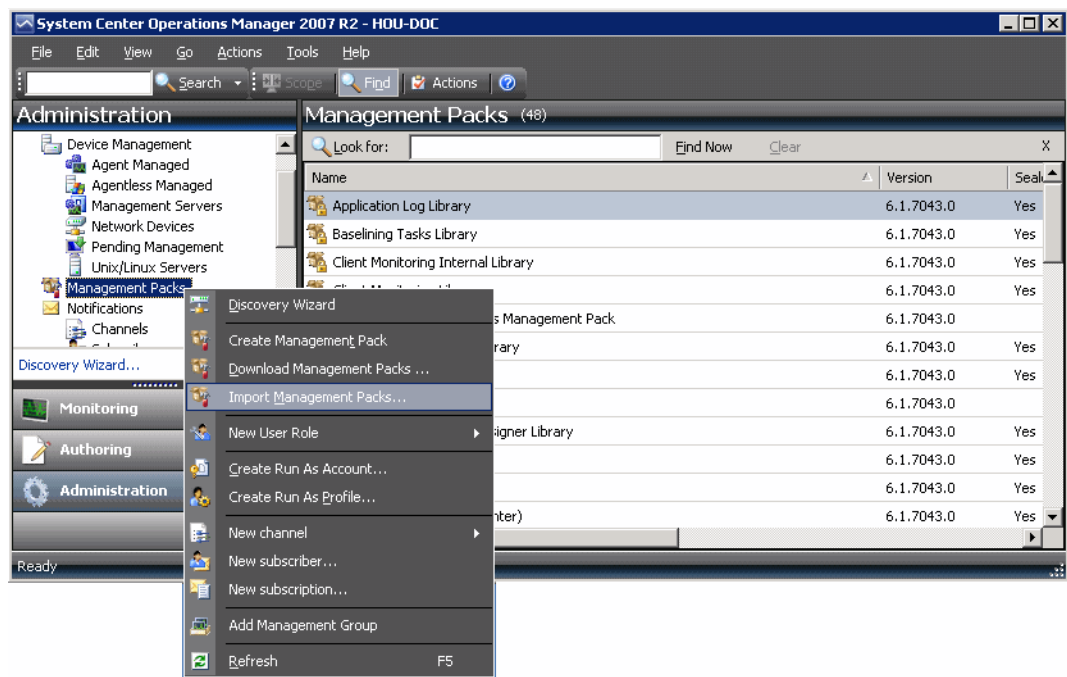 System Center Operations Manager 2007 R2 - HOU-DOC
File Edit View Go Actions Tools Help
Search Scope Find Actions
Administration
Device Management
Agent Managed
Agentless Managed
Management Servers
Network Devices
Pending Management
Unix/Linux Servers
Management Packs
Notifications
Channels
Discovery Wizard...
Monitoring
Authoring
Administration
Ready
Management Packs (48)
Look for: Find Now Clear X
Name Version Seal
Application Log Library 6.1.7043.0 Yes
Baselining Tasks Library 6.1.7043.0 Yes
Client Monitoring Internal Library 6.1.7043.0 Yes
6.1.7043.0 Yes
s Management Pack 6.1.7043.0
rary 6.1.7043.0 Yes
6.1.7043.0 Yes
6.1.7043.0
igner Library 6.1.7043.0 Yes
6.1.7043.0 Yes
6.1.7043.0 Yes
nter) 6.1.7043.0 Yes
Discovery Wizard
Create Management Pack
Download Management Packs ...
Import Management Packs...
New User Role
Create Run As Account...
Create Run As Profile...
New channel
New subscriber...
New subscription...
Add Management Group
Refresh F5